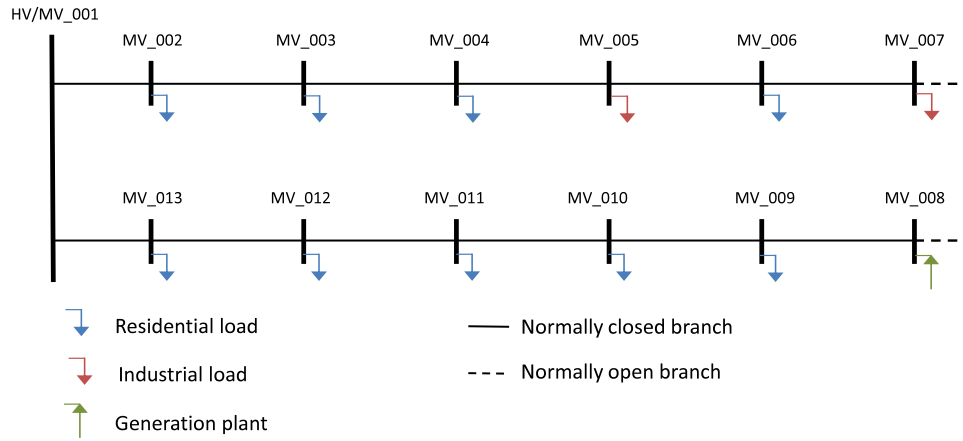 HV/MV_001
MV_002 MV_003 MV_004 MV_005 MV_006 MV_007
MV_013 MV_012 MV_011 MV_010 MV_009 MV_008
Residential load
Normally closed branch
Industrial load
Normally open branch
Generation plant